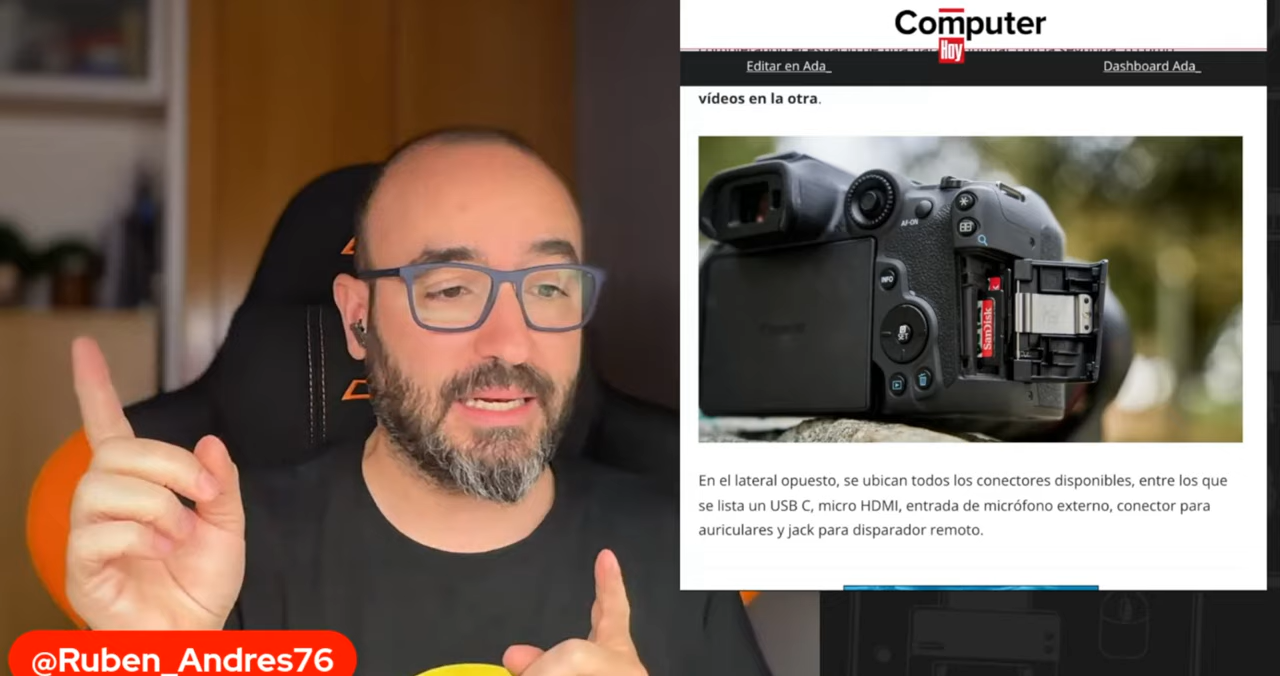 Computer
Hoy
Editar en Ada_
Dashboard Ada_
vídeos en la otra.
AF-ON
INFO
SET
SanDisk
En el lateral opuesto, se ubican todos los conectores disponibles, entre los que
se lista un USB C, micro HDMI, entrada de micrófono externo, conector para
auriculares y jack para disparador remoto.
@Ruben_Andres76